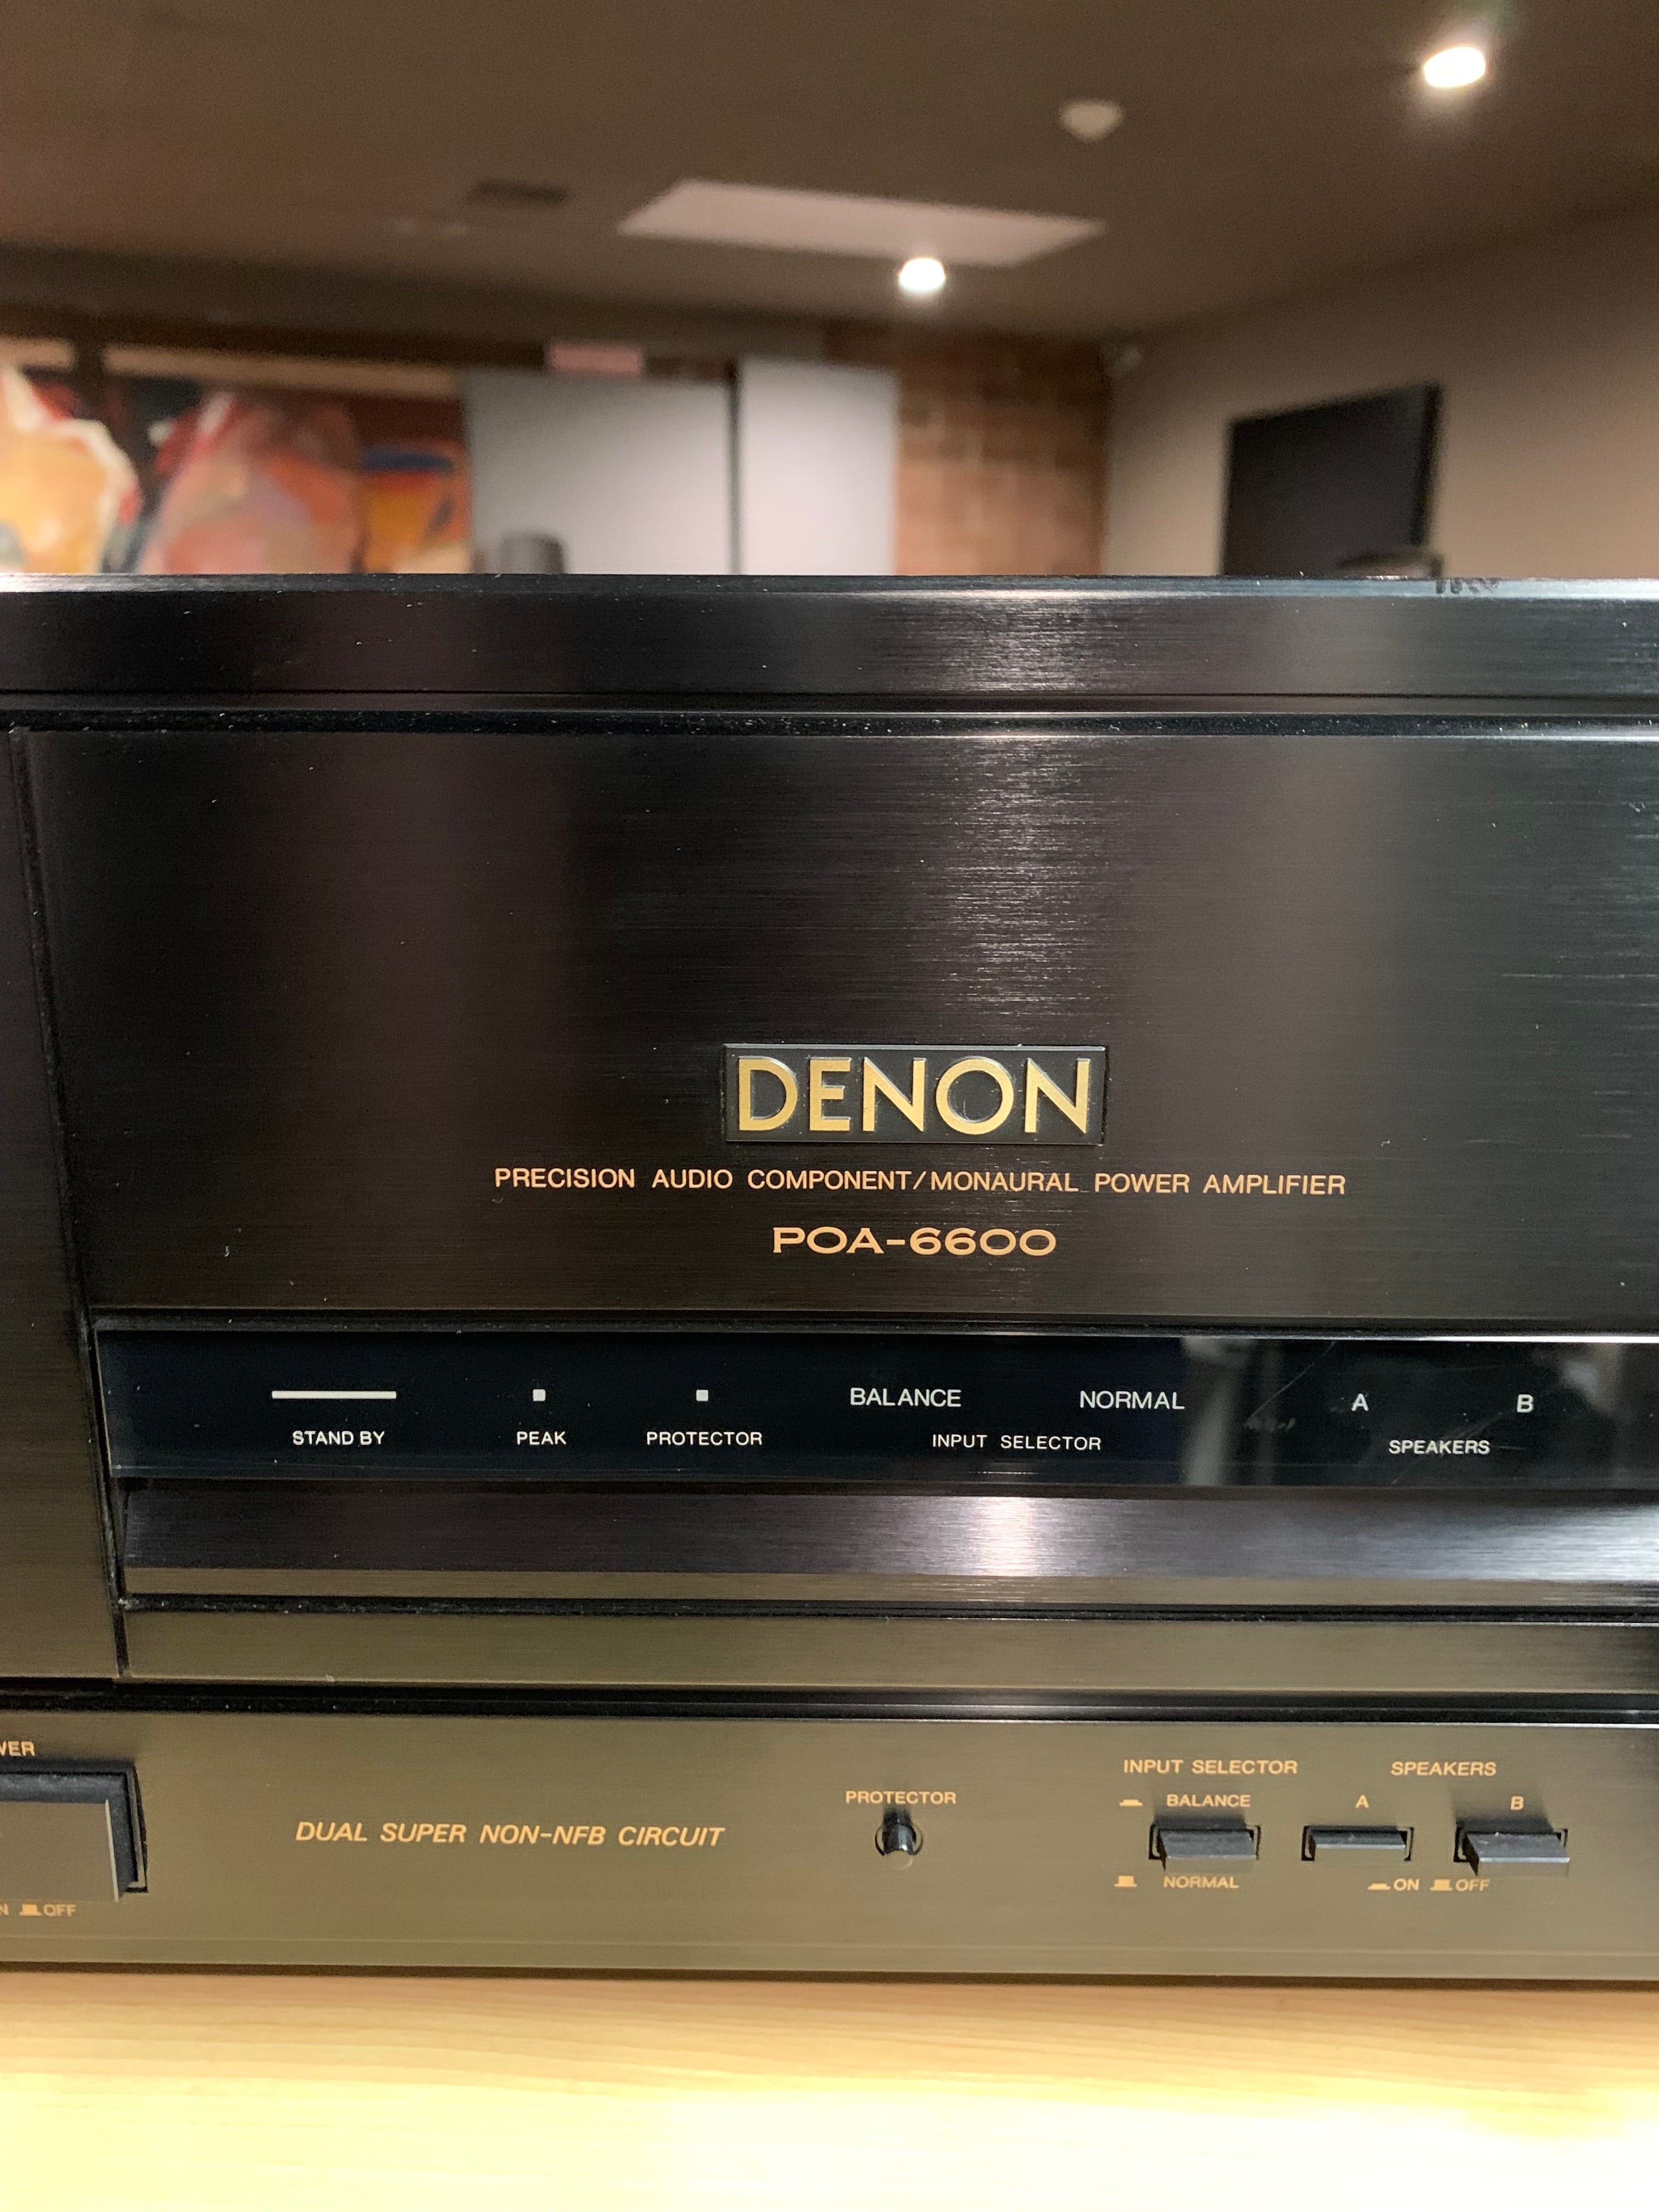 DENON
PRECISION AUDIO COMPONENT/MONAURAL POWER AMPLIFIER
POA-6600
BALANCE NORMAL A B
STAND BY PEAK PROTECTOR INPUT SELECTOR SPEAKERS
INPUT SELECTOR SPEAKERS
PROTECTOR BALANCE A B
DUAL SUPER NON-NFB CIRCUIT
NORMAL ON OFF
OFF